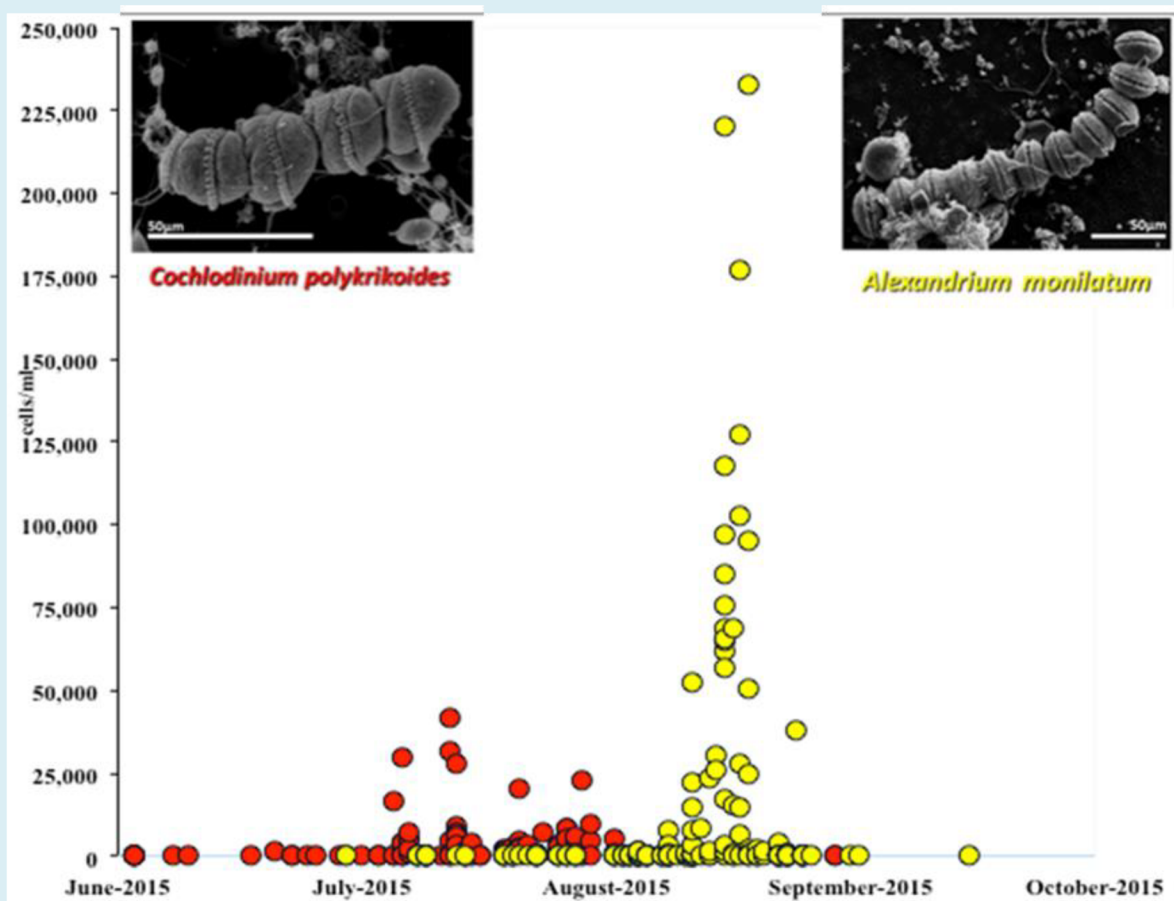 250,000
225,000
200,000
175,000
150,000
125,000
100,000
75,000
50,000
25,000
0
cells/ml
50µm
Cochlodinium polykrikoides
50µm
Alexandrium monilatum
June-2015
July-2015
August-2015
September-2015
October-2015